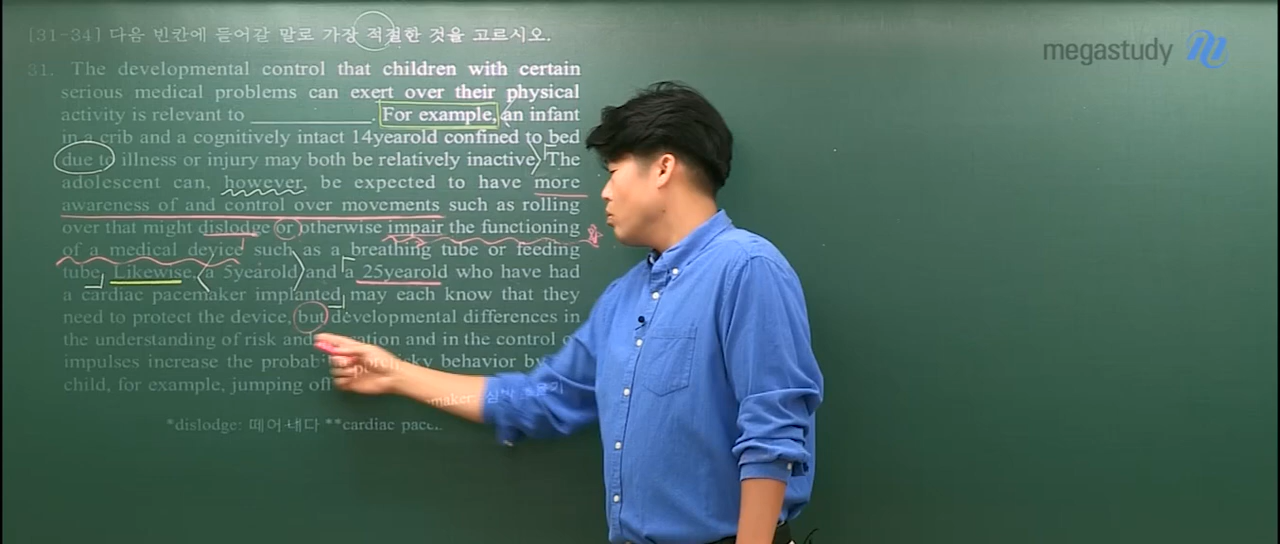 [31-34] 다음 빈칸에 들어갈 말로 가장 적절한 것을 고르시오.
megastudy
31. The developmental control that children with certain
serious medical problems can exert over their physical
activity is relevant to ____________. For example, an infant
in a crib and a cognitively intact 14yearold confined to bed
due to illness or injury may both be relatively inactive. The
adolescent can, however, be expected to have more
awareness of and control over movements such as rolling
over that might dislodge or otherwise impair the functioning
of a medical device such as a breathing tube or feeding
tube. Likewise, a 5yearold and a 25yearold who have had
a cardiac pacemaker implanted may each know that they
need to protect the device, but developmental differences in
the understanding of risk and and in the control
impulses increase the risky behavior by
child, for example, jumping off
*dislodge: 떼어내다 **cardiac